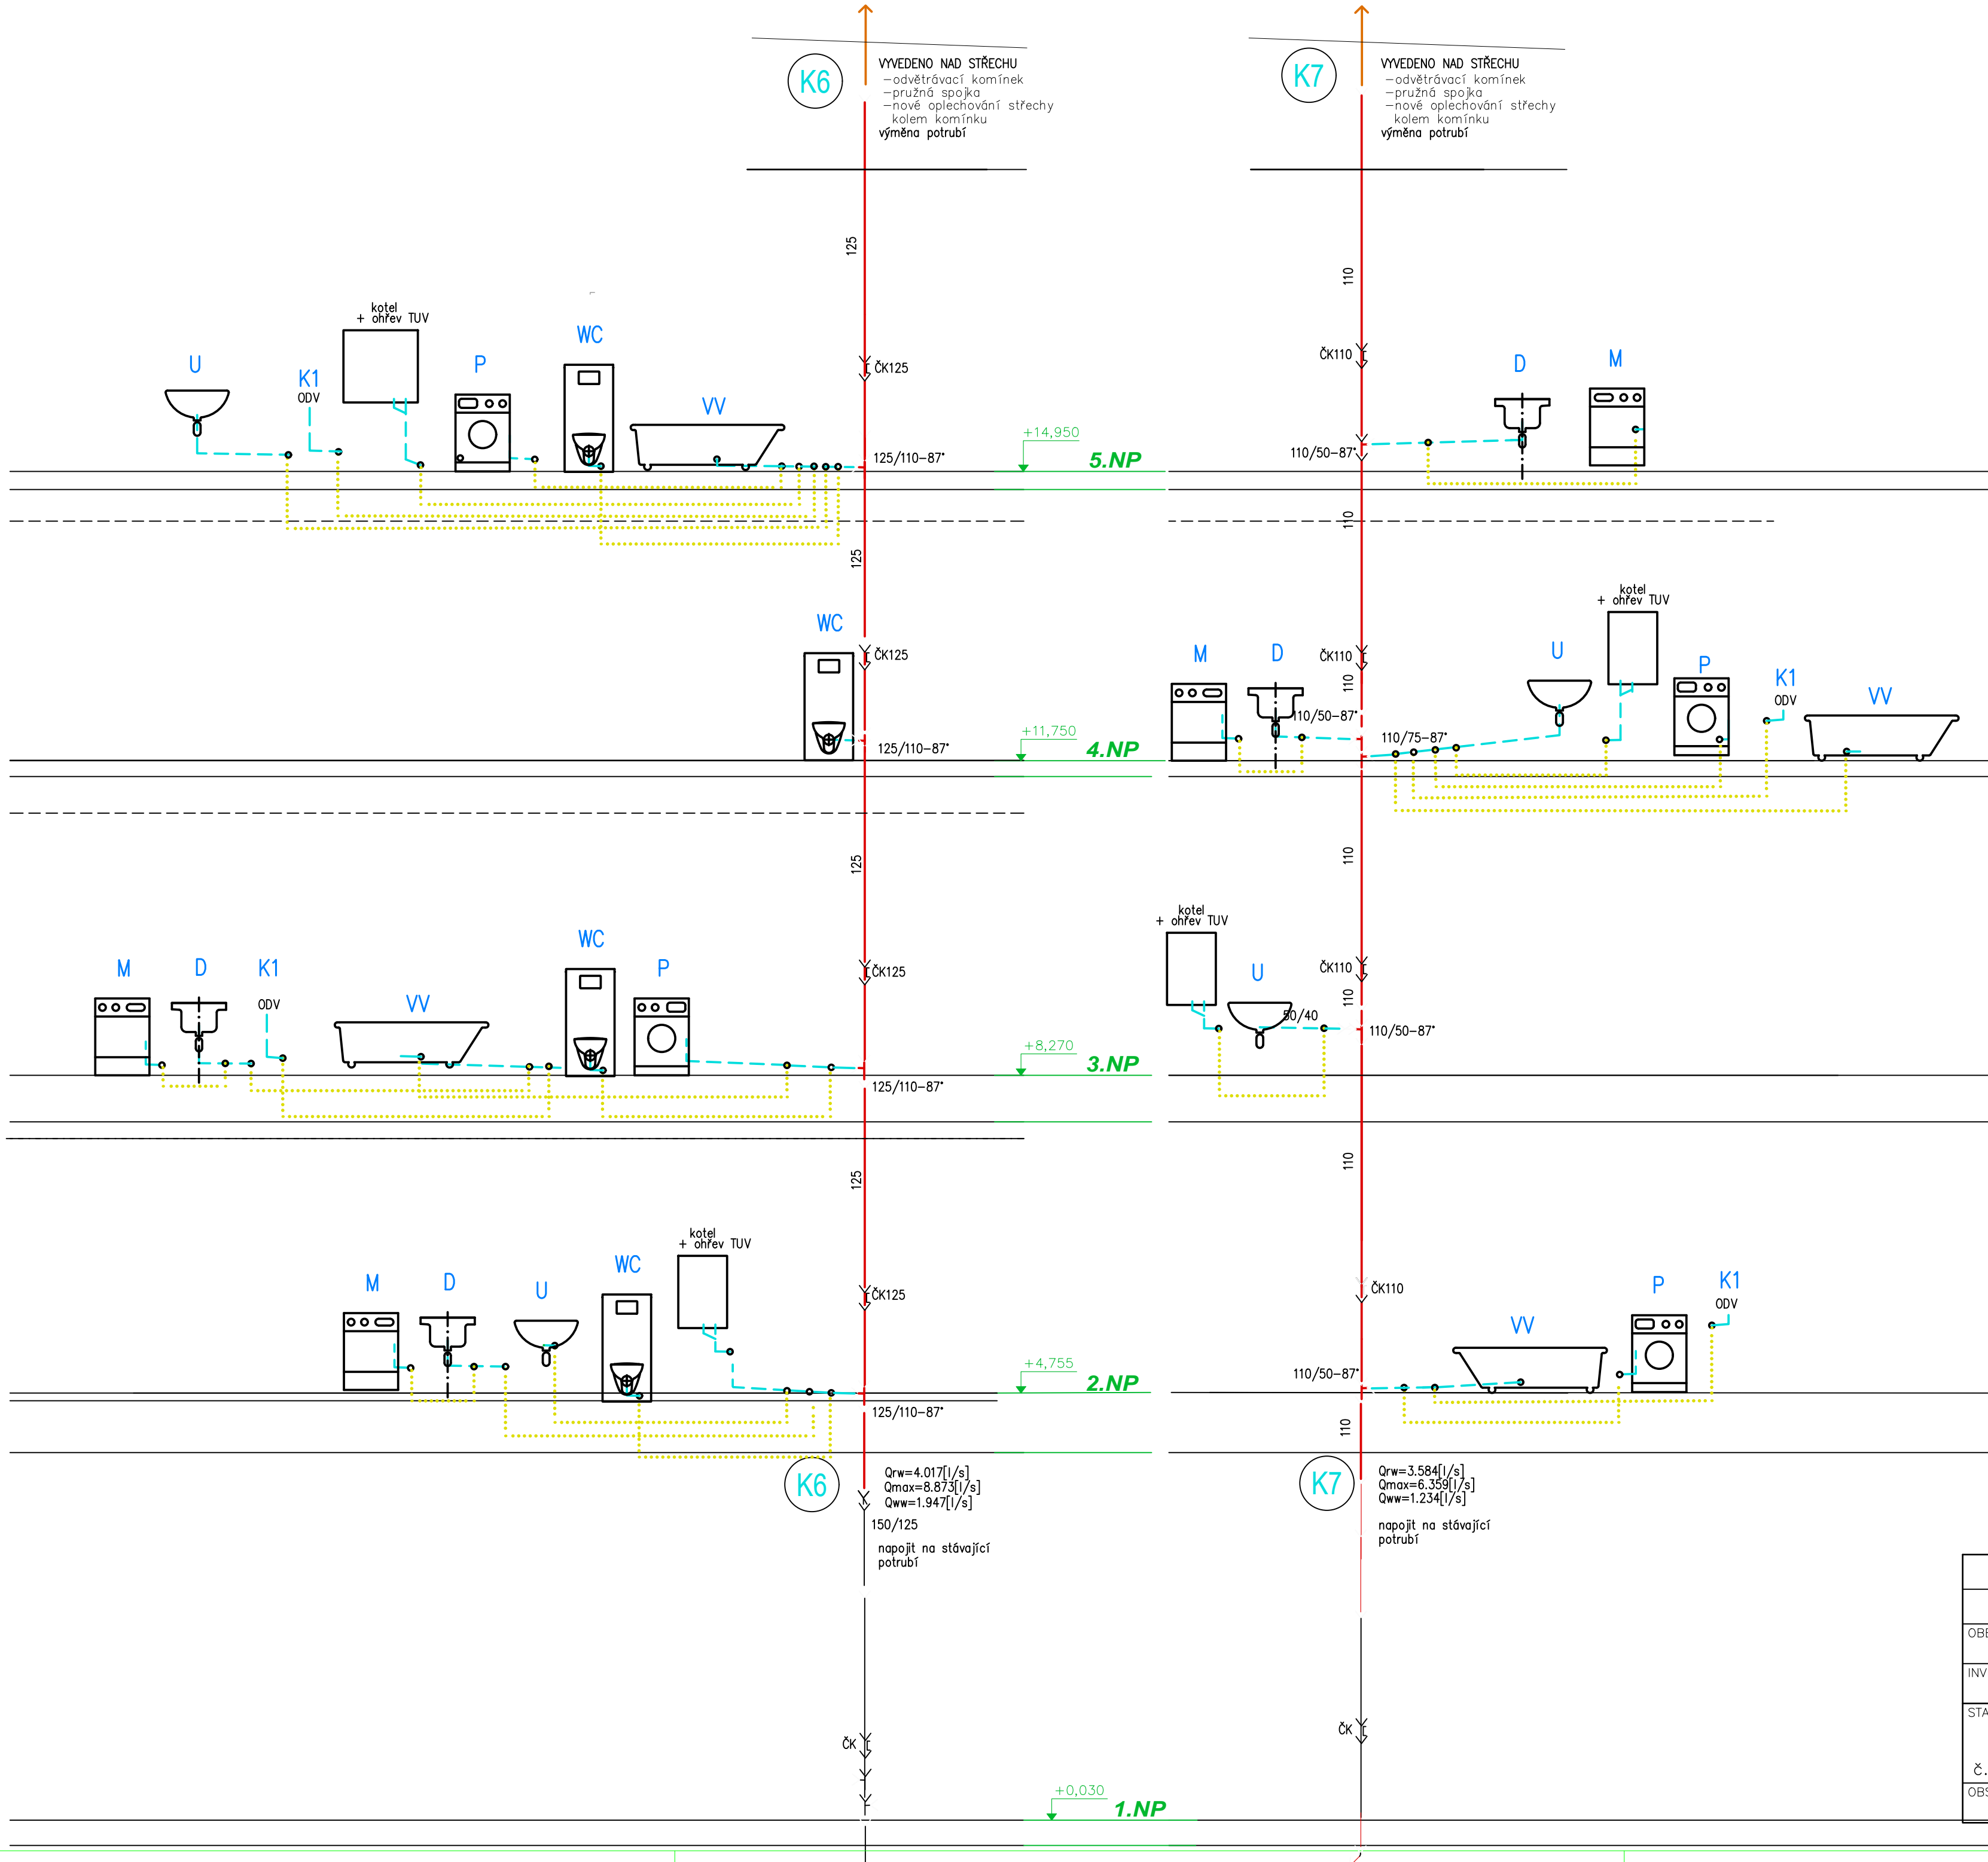 K6
VYVEDENO NAD STŘECHU
-odvětrávací komínek
-pružná spojka
-nové oplechování střechy
kolem komínku
výměna potrubí
K7
VYVEDENO NAD STŘECHU
-odvětrávací komínek
-pružná spojka
-nové oplechování střechy
kolem komínku
výměna potrubí
125
110
kotel
+ ohřev TUV
U
K1
ODV
P
WC
VV
ČK125
125/110-87°
+14,950
5.NP
ČK110
110/50-87°
D
M
125
110
WC
ČK125
125/110-87°
+11,750
4.NP
M
D
ČK110
110
110/50-87°
110/75-87°
U
kotel
+ ohřev TUV
P
K1
ODV
VV
125
110
M
D
K1
ODV
VV
WC
P
ČK125
125/110-87°
+8,270
3.NP
kotel
+ ohřev TUV
U
50/40
ČK110
110
110/50-87°
125
110
M
D
U
WC
kotel
+ ohřev TUV
ČK125
125/110-87°
+4,755
2.NP
ČK110
110/50-87°
110
VV
P
K1
ODV
K6
Qrw=4.017[l/s]
Qmax=8.873[l/s]
Qww=1.947[l/s]
150/125
napojit na stávající
potrubí
K7
Qrw=3.584[l/s]
Qmax=6.359[l/s]
Qww=1.234[l/s]
napojit na stávající
potrubí
ČK
ČK
+0,030
1.NP
OBE
INV
STA
Č.
OBS